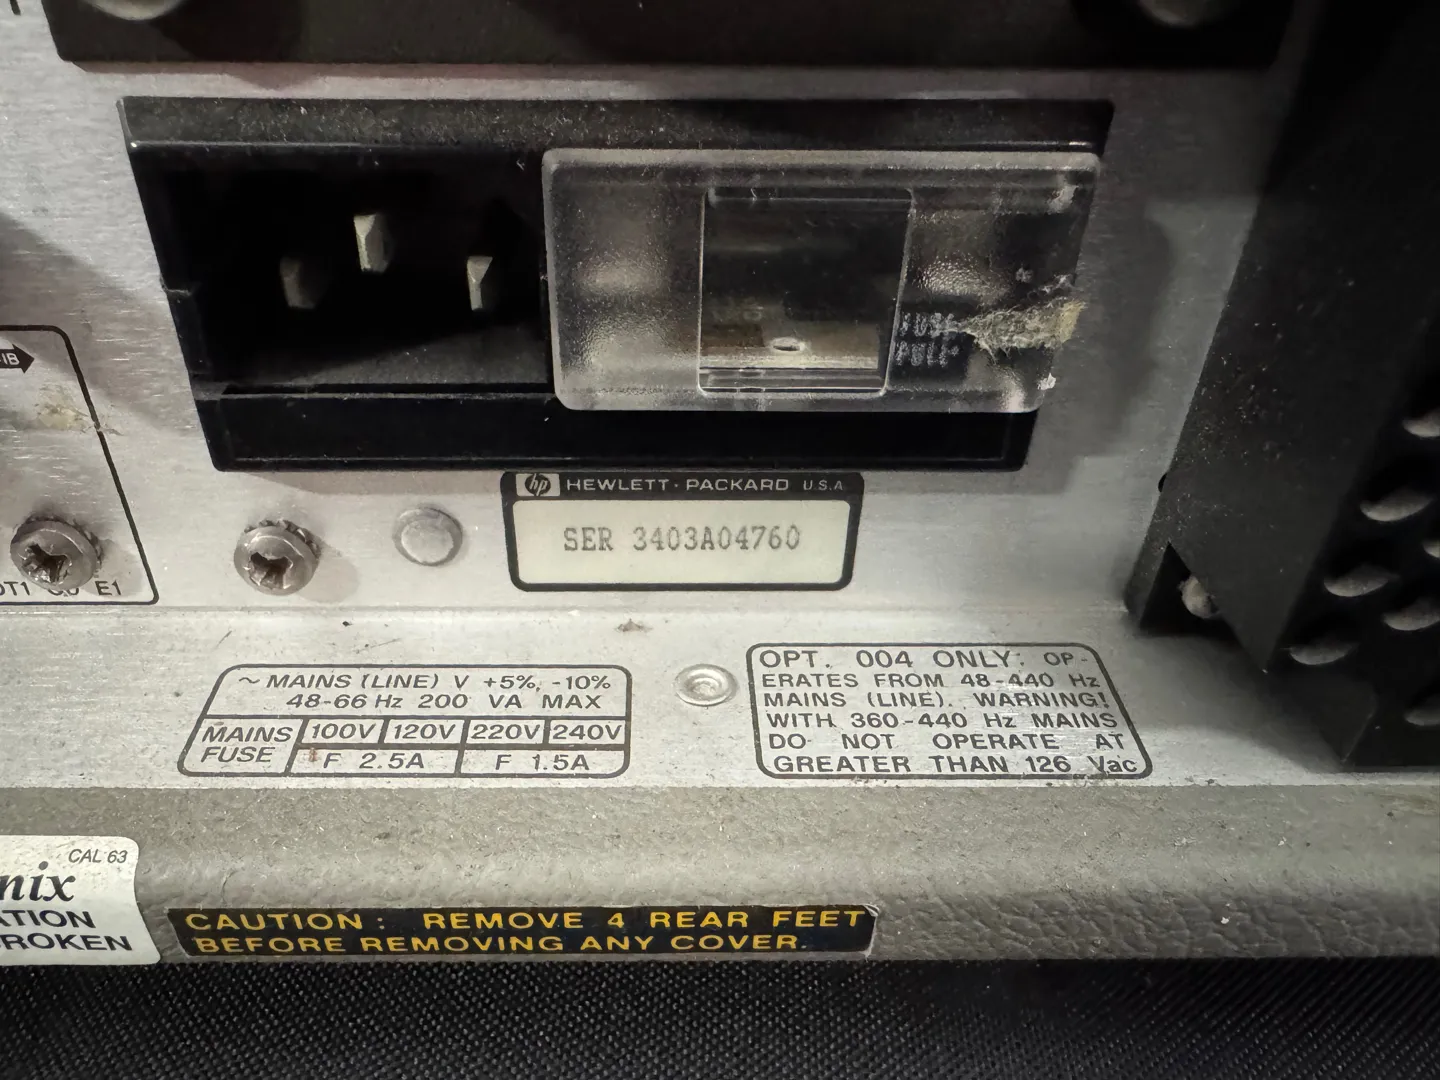 FUSE
PULL
IB
hp HEWLETT·PACKARD U.S.A
SER 3403A04760
E1
~ MAINS (LINE) V +5%, -10%
48-66 Hz 200 VA MAX
MAINS FUSE
100V 120V 220V 240V
F 2.5A F 1.5A
OPT. 004 ONLY: OP-
ERATES FROM 48-440 Hz
MAINS (LINE). WARNING!
WITH 360-440 Hz MAINS
DO NOT OPERATE AT
GREATER THAN 126 Vac
CAL 63
nix
ATION
ROKEN
CAUTION: REMOVE 4 REAR FEET
BEFORE REMOVING ANY COVER.